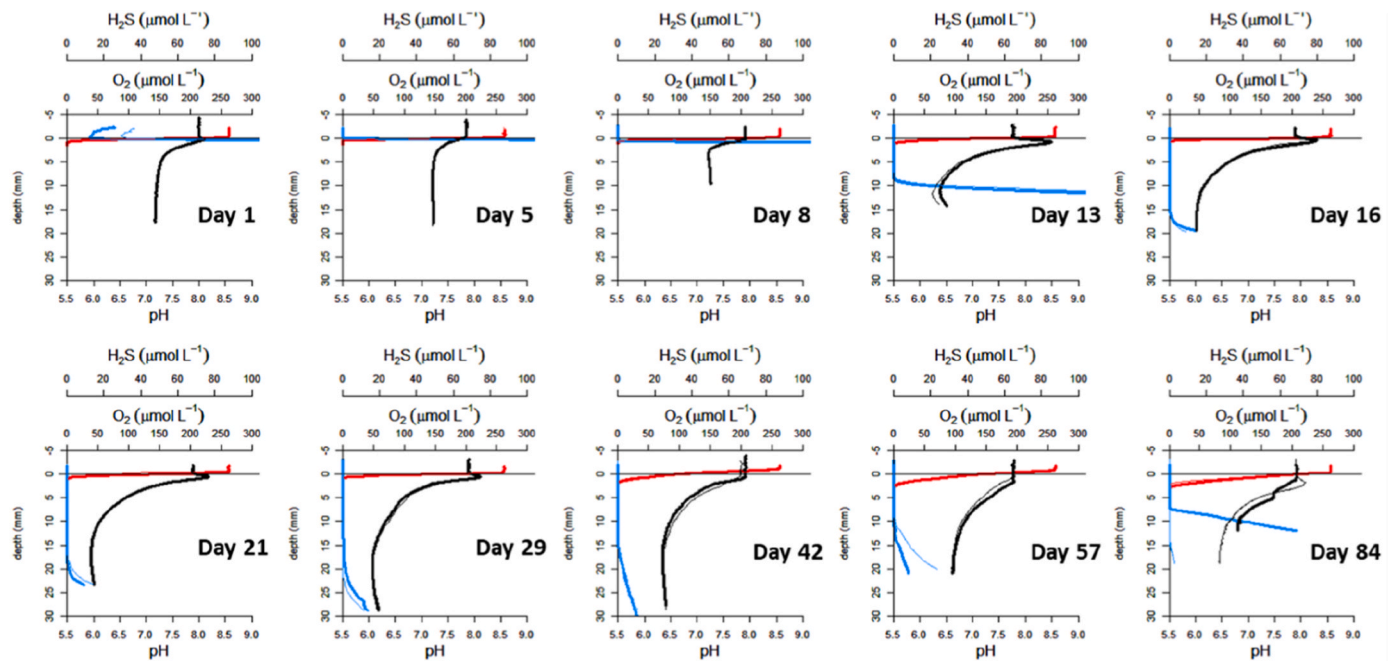 H₂S (μmol L⁻¹) H₂S (μmol L⁻¹) H₂S (μmol L⁻¹) H₂S (μmol L⁻¹) H₂S (μmol L⁻¹)
0 20 40 60 80 100 0 20 40 60 80 100 0 20 40 60 80 100 0 20 40 60 80 100 0 20 40 60 80 100
O₂ (μmol L⁻¹) O₂ (μmol L⁻¹) O₂ (μmol L⁻¹) O₂ (μmol L⁻¹) O₂ (μmol L⁻¹)
0 50 100 150 200 300 0 50 100 150 200 300 0 50 100 150 200 300 0 50 100 150 200 300 0 50 100 150 200 300
-5 0 5 10 15 20 25 30 -5 0 5 10 15 20 25 30 -5 0 5 10 15 20 25 30 -5 0 5 10 15 20 25 30 -5 0 5 10 15 20 25 30
depth (mm) depth (mm) depth (mm) depth (mm) depth (mm)
Day 1 Day 5 Day 8 Day 13 Day 16
5.5 6.0 6.5 7.0 7.5 8.0 9.0 5.5 6.0 6.5 7.0 7.5 8.0 9.0 5.5 6.0 6.5 7.0 7.5 8.0 9.0 5.5 6.0 6.5 7.0 7.5 8.0 8.5 9.0 5.5 6.0 6.5 7.0 7.5 8.0 8.5 9.0
pH pH pH pH pH
H₂S (μmol L⁻¹) H₂S (μmol L⁻¹) H₂S (μmol L⁻¹) H₂S (μmol L⁻¹) H₂S (μmol L⁻¹)
0 20 40 60 80 100 0 20 40 60 80 100 0 20 40 60 80 100 0 20 40 60 80 100 0 20 40 60 80 100
O₂ (μmol L⁻¹) O₂ (μmol L⁻¹) O₂ (μmol L⁻¹) O₂ (μmol L⁻¹) O₂ (μmol L⁻¹)
0 50 100 150 200 300 0 50 100 150 200 300 0 50 100 150 200 300 0 50 100 150 200 300 0 50 100 150 200 300
-5 0 5 10 15 20 25 30 -5 0 5 10 15 20 25 30 -5 0 5 10 15 20 25 30 -5 0 5 10 15 20 25 30 -5 0 5 10 15 20 25 30
depth (mm) depth (mm) depth (mm) depth (mm) depth (mm)
Day 21 Day 29 Day 42 Day 57 Day 84
5.5 6.0 6.5 7.0 7.5 8.0 9.0 5.5 6.0 6.5 7.0 7.5 8.0 9.0 5.5 6.0 6.5 7.0 7.5 8.0 9.0 5.5 6.0 6.5 7.0 7.5 8.0 8.5 9.0 5.5 6.0 6.5 7.0 7.5 8.0 8.5 9.0
pH pH pH pH pH